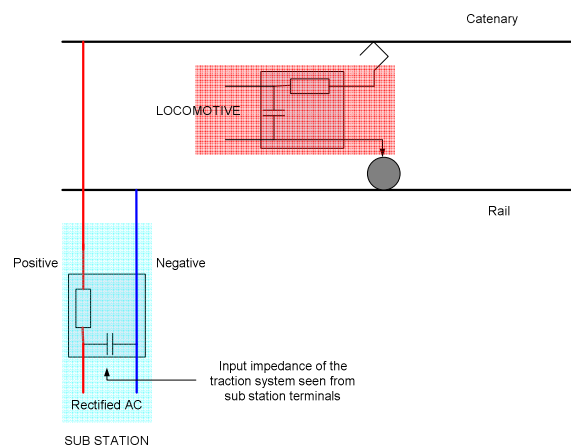 Catenary
LOCOMOTIVE
Rail
Positive
Negative
Input impedance of the
traction system seen from
sub station terminals
Rectified AC
SUB STATION